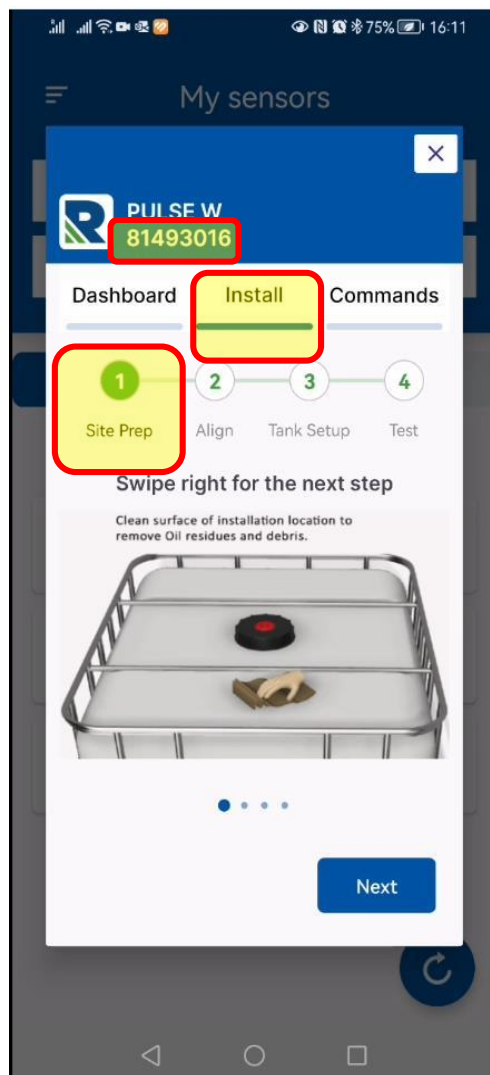 75% 16:11
My sensors
PULSE W
81493016
Dashboard Install Commands
1 2 3 4
Site Prep Align Tank Setup Test
Swipe right for the next step
Clean surface of installation location to
remove Oil residues and debris.
Next